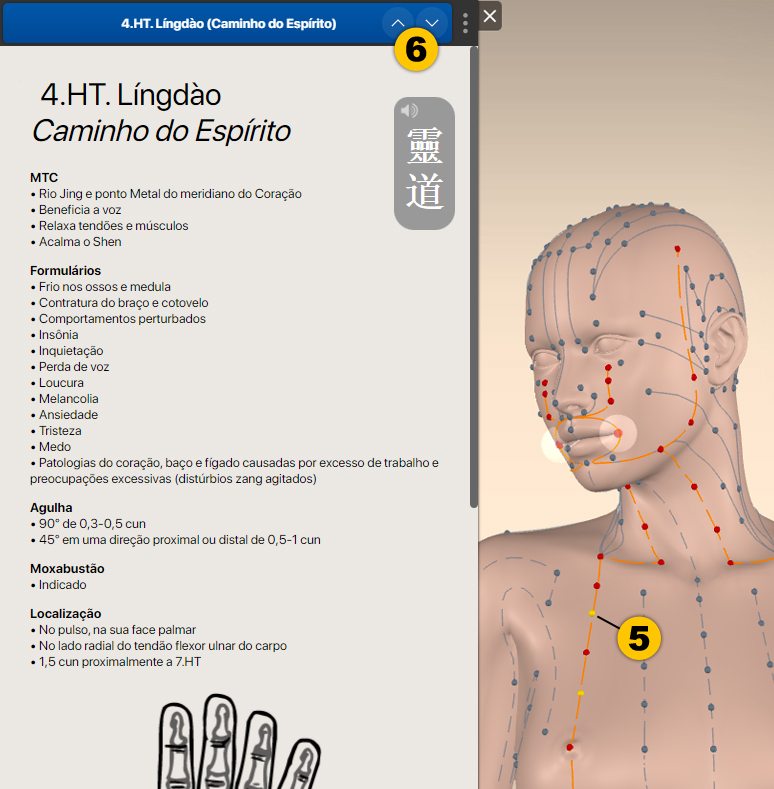 4.HT. Língdào (Caminho do Espírito)
6
4.HT. Língdào
Caminho do Espírito
靈
道
MTC
• Rio Jing e ponto Metal do meridiano do Coração
• Beneficia a voz
• Relaxa tendões e músculos
• Acalma o Shen
Formulários
• Frio nos ossos e medula
• Contratura do braço e cotovelo
• Comportamentos perturbados
• Insônia
• Inquietação
• Perda de voz
• Loucura
• Melancolia
• Ansiedade
• Tristeza
• Medo
• Patologias do coração, baço e fígado causadas por excesso de trabalho e
preocupações excessivas (distúrbios zang agitados)
Agulha
• 90° de 0,3-0,5 cun
• 45° em uma direção proximal ou distal de 0,5-1 cun
Moxabustão
• Indicado
Localização
• No pulso, na sua face palmar
• No lado radial do tendão flexor ulnar do carpo
• 1,5 cun proximalmente a 7.HT
5